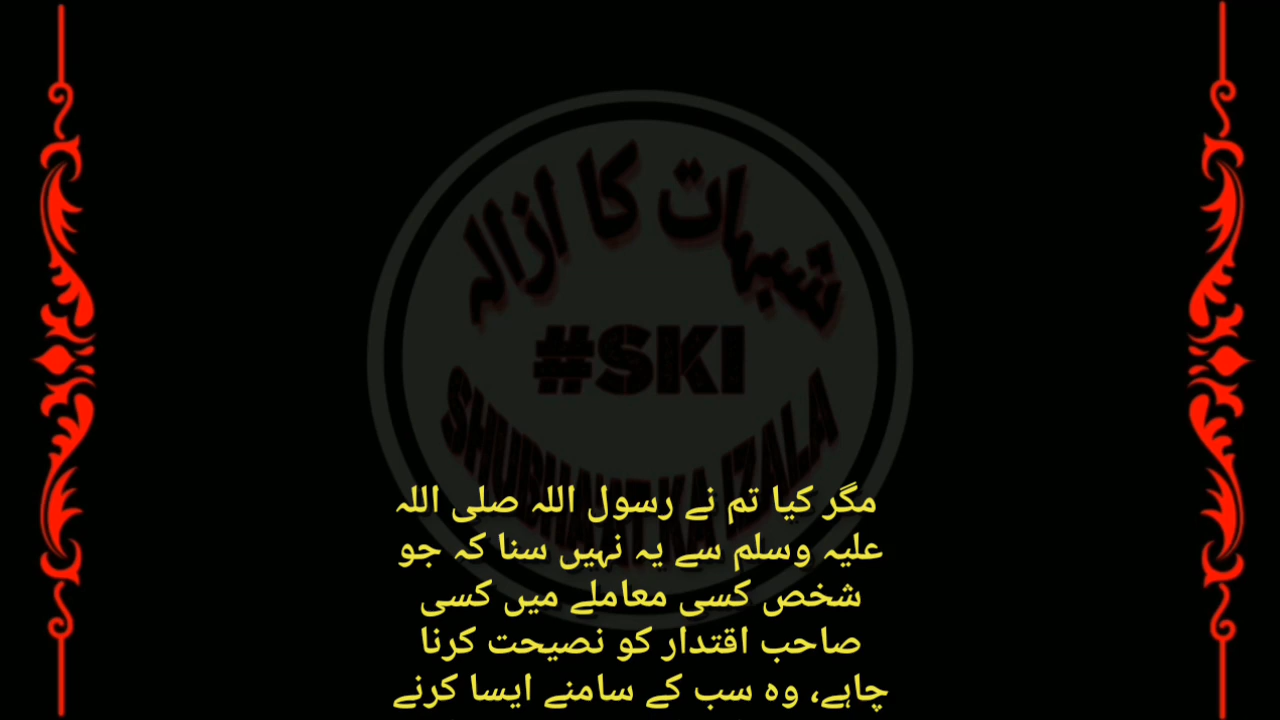 شبہات کا ازالہ
#SKI
SHUBHAAT KA IZALA
مگر کیا تم نے رسول اللہ صلی اللہ
علیہ وسلم سے یہ نہیں سنا کہ جو
شخص کسی معاملے میں کسی
صاحب اقتدار کو نصیحت کرنا
چاہے، وہ سب کے سامنے ایسا کرنے